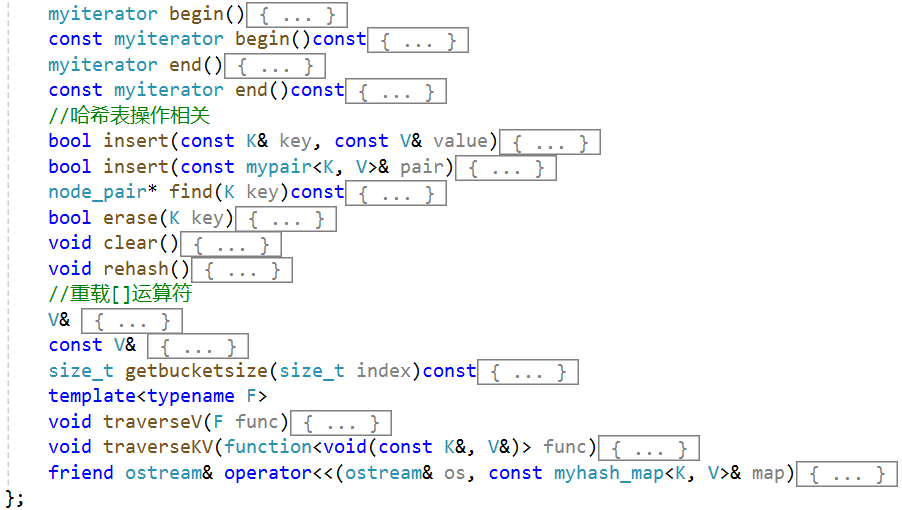 myiterator begin(){ ... }
const myiterator begin()const{ ... }
myiterator end(){ ... }
const myiterator end()const{ ... }
//哈希表操作相关
bool insert(const K& key, const V& value){ ... }
bool insert(const mypair<K, V>& pair){ ... }
node_pair* find(K key)const{ ... }
bool erase(K key){ ... }
void clear(){ ... }
void rehash(){ ... }
//重载[]运算符
V& { ... }
const V& { ... }
size_t getbucketsize(size_t index)const{ ... }
template<typename F>
void traverseV(F func){ ... }
void traverseKV(function<void(const K&, V&)> func){ ... }
friend ostream& operator<<(ostream& os, const myhash_map<K, V>& map){ ... }
};